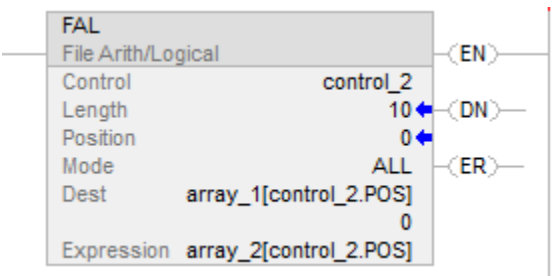 FAL
File Arith/Logical (EN)
Control control_2
Length 10 (DN)
Position 0
Mode ALL (ER)
Dest array_1[control_2.POS]
0
Expression array_2[control_2.POS]